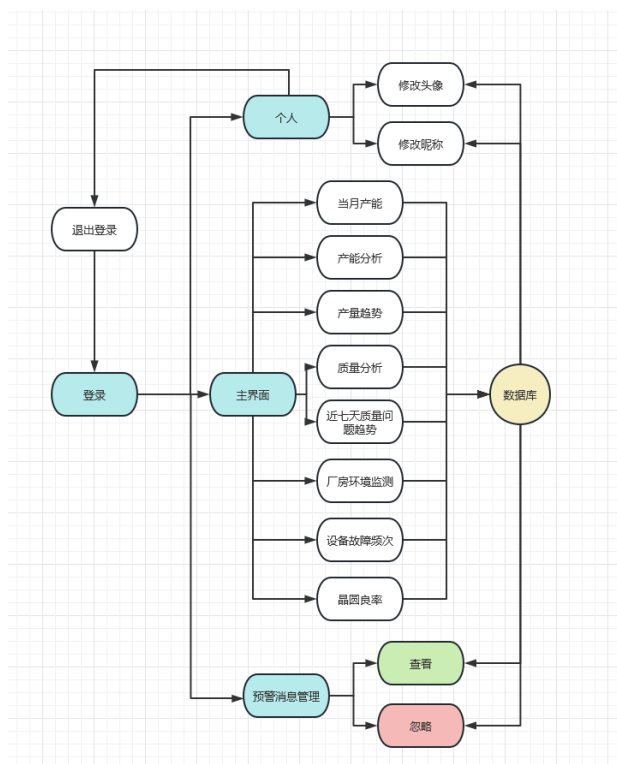 修改头像
个人
修改昵称
当月产能
退出登录
产能分析
产量趋势
质量分析
登录
主界面
数据库
近七天质量问
题趋势
厂房环境监测
设备故障频次
晶圆良率
查看
预警消息管理
忽略